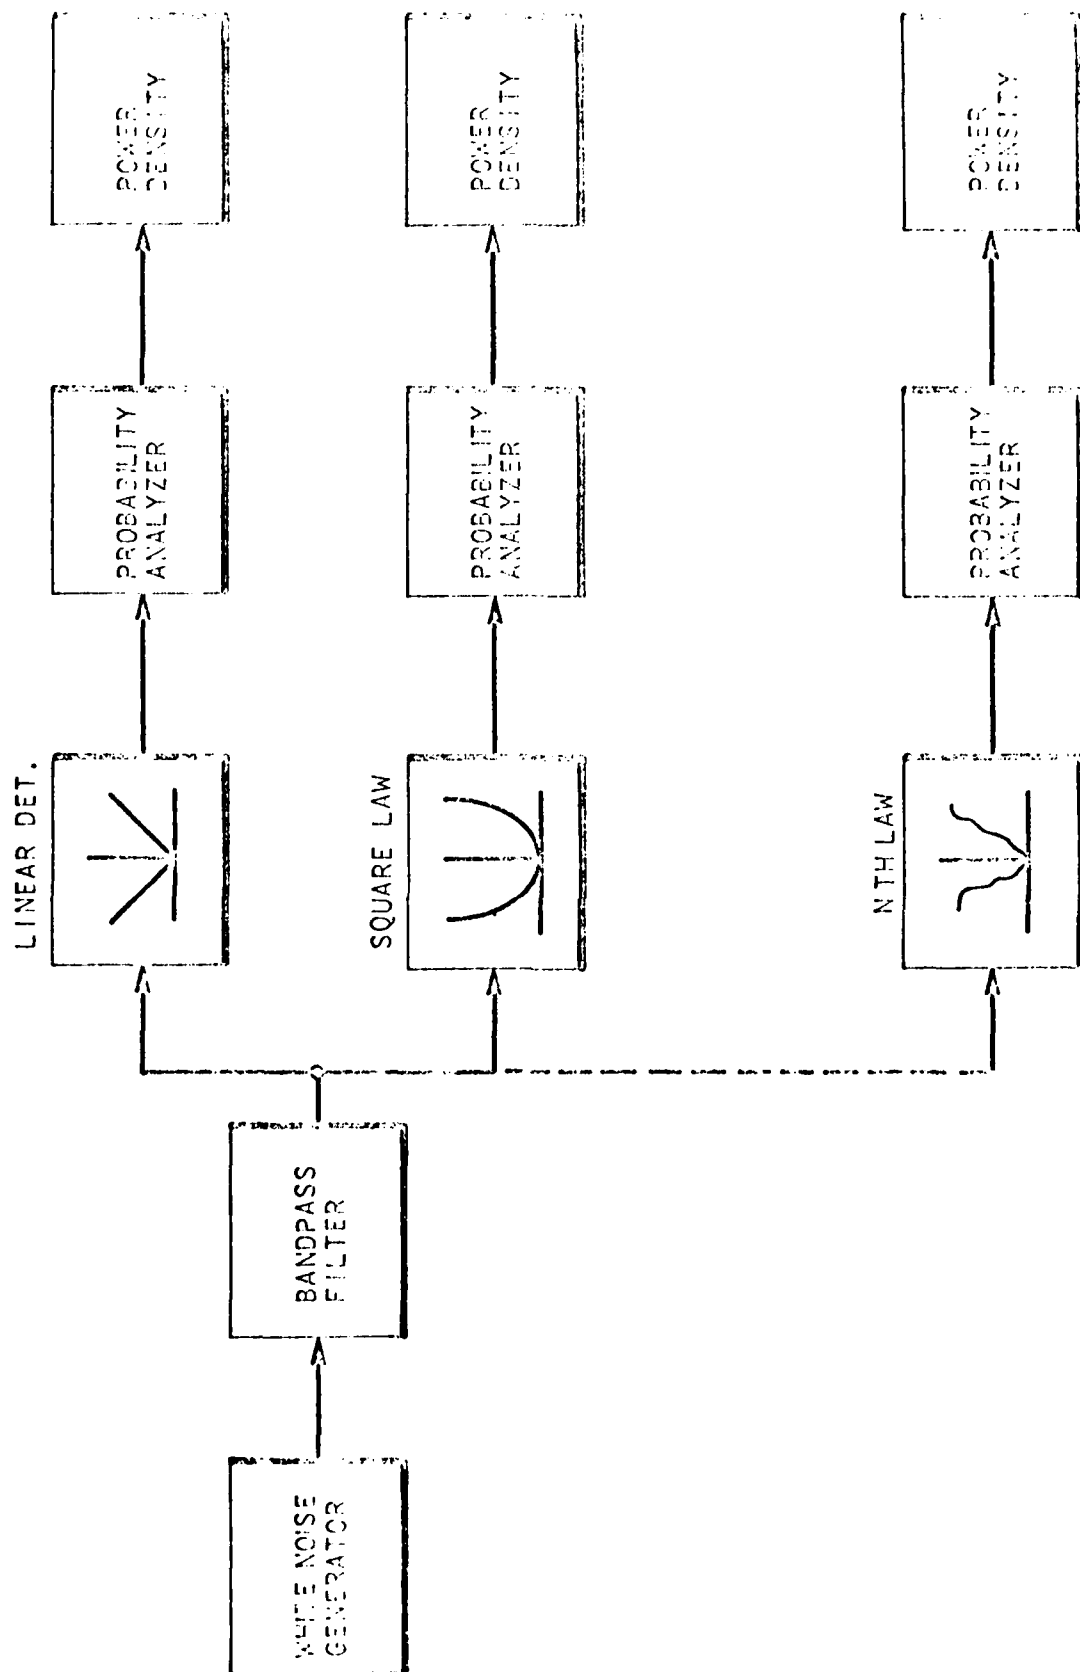 WHITE NOISE
GENERATOR
BANDPASS
FILTER
LINEAR DET.
PROBABILITY
ANALYZER
POWER
DENSITY
SQUARE LAW
PROBABILITY
ANALYZER
POWER
DENSITY
NTH LAW
PROBABILITY
ANALYZER
POWER
DENSITY